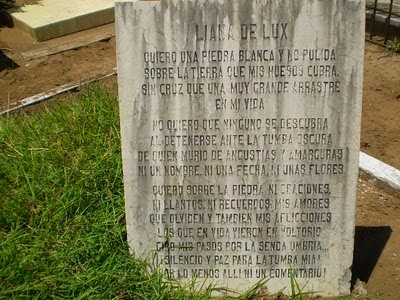 LIANA DE LUX
QUIERO UNA PIEDRA BLANCA Y NO PULIDA
SOBRE LA TIERRA QUE MIS HUESOS CUBRA,
SIN CRUZ QUE UNA MUY GRANDE ARRASTRE
EN MI VIDA
NO QUIERO QUE NINGUNO SE DESCUBRA
AL DETENERSE ANTE LA TUMBA OSCURA
DE QUIEN MURIO DE ANGUSTIAS Y AMARGURAS
NI UN NOMBRE, NI UNA FECHA, NI UNAS FLORES
QUIERO SOBRE LA PIEDRA, NI ORACIONES,
NI LLANTOS, NI RECUERDOS; MIS AMORES
QUE OLVIDEN Y TAMBIEN MIS AFLICCIONES
LOS QUE EN VIDA VIERON EN
MIS PASOS POR LA SENDA UMBRIA
¡SILENCIO Y PAZ PARA LA TUMBA MIA!
LO MENOS ALLI NI UN COMENTARIO!